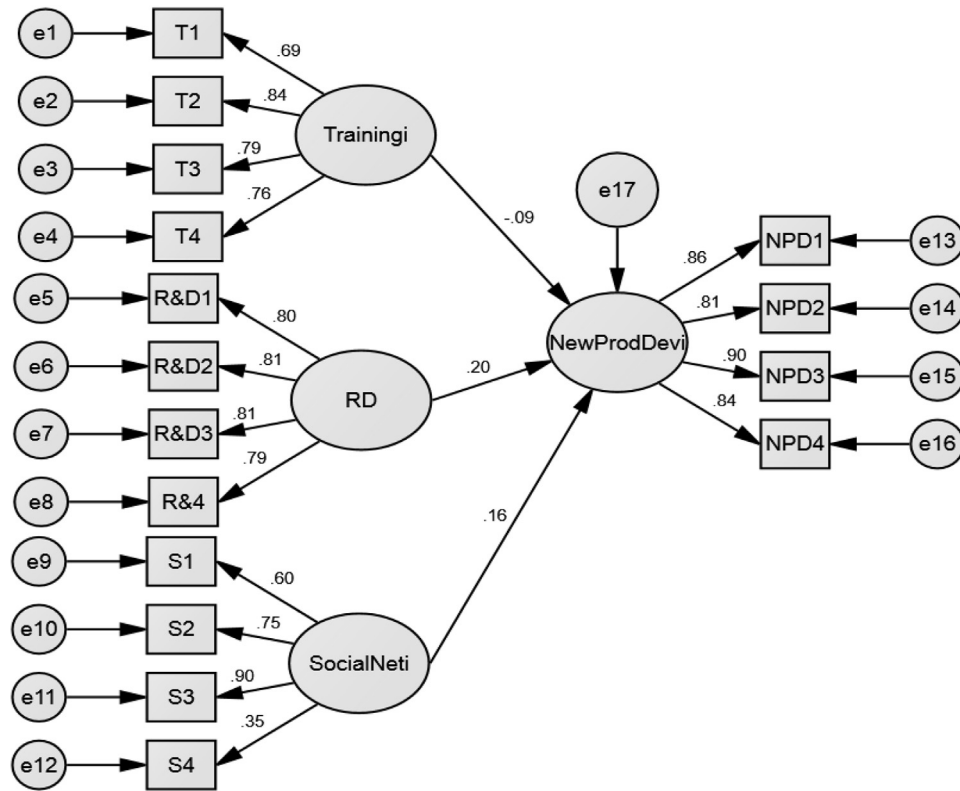 e1
T1
.69
e2
T2
.84
Trainingi
e3
T3
.79
e4
T4
.76
-.09
e17
NPD1
e13
.86
e5
R&D1
.80
NPD2
e14
.81
NewProdDevi
e6
R&D2
.81
RD
.20
NPD3
e15
.90
e7
R&D3
.81
NPD4
e16
.84
e8
R&4
.79
.16
e9
S1
.60
e10
S2
.75
SocialNeti
e11
S3
.90
e12
S4
.35